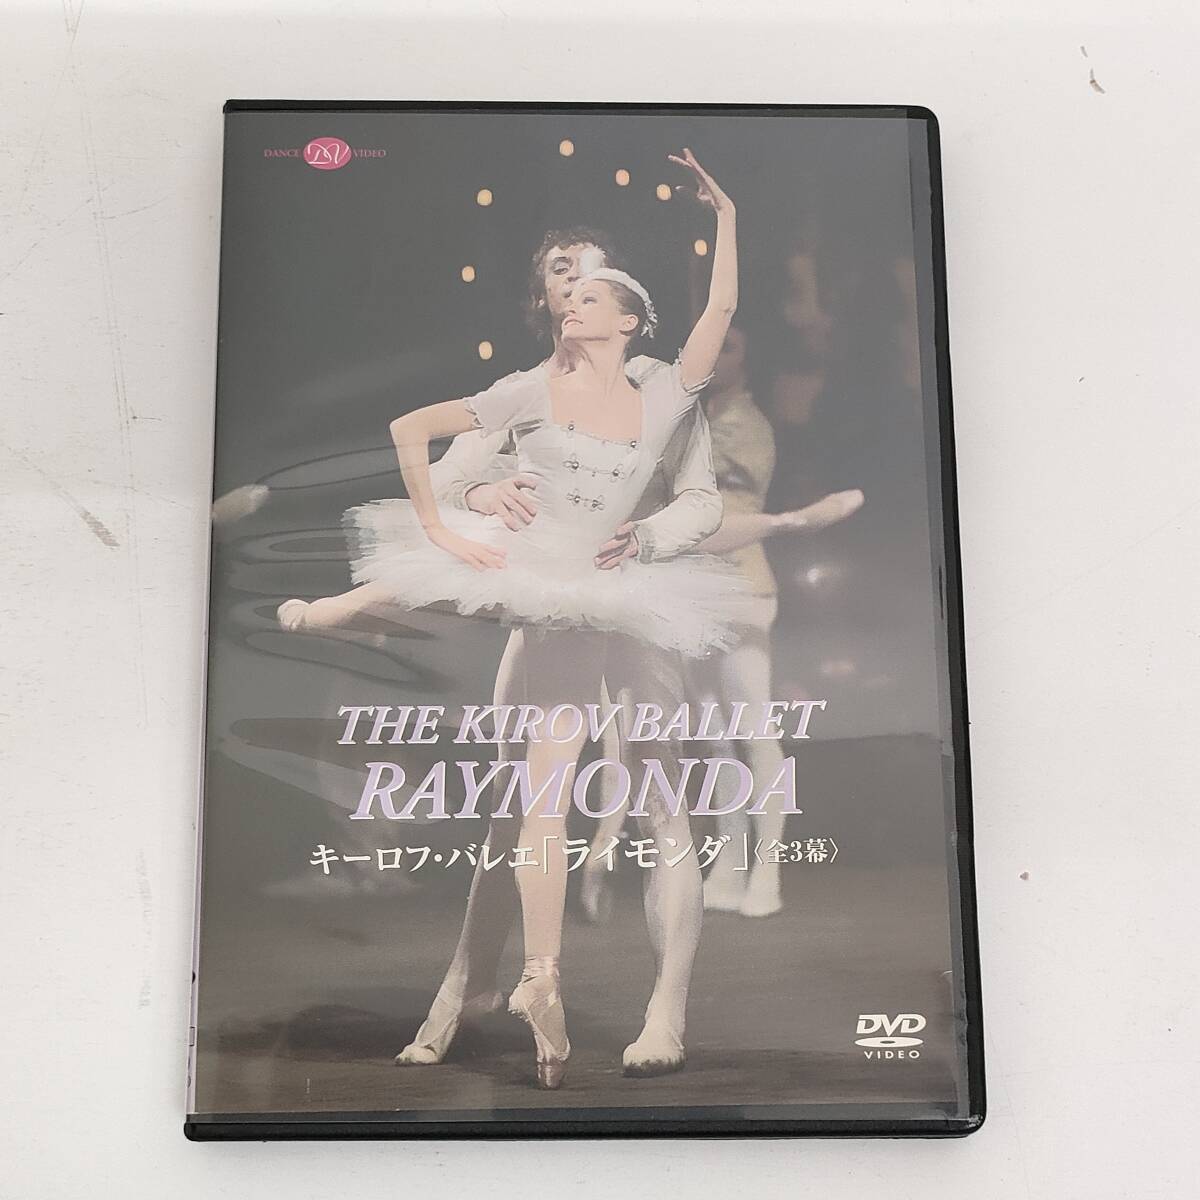 DANCE DV VIDEO
THE KIROV BALLET
RAYMONDA
キーロフ・バレエ「ライモンダ」〈全3幕〉
DVD
VIDEO